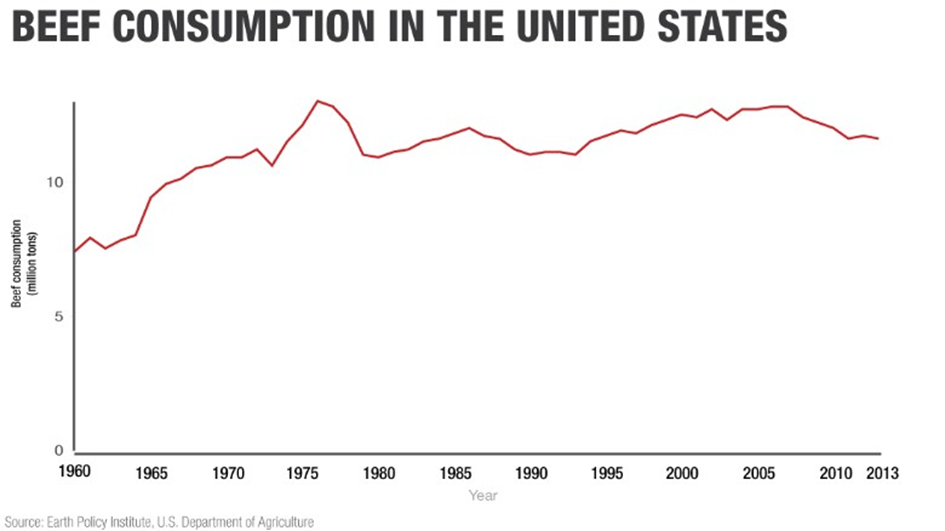 BEEF CONSUMPTION IN THE UNITED STATES
10
5
0
Beef consumption
(million tons)
1960 1965 1970 1975 1980 1985 1990 1995 2000 2005 2010 2013
Year
Source: Earth Policy Institute, U.S. Department of Agriculture